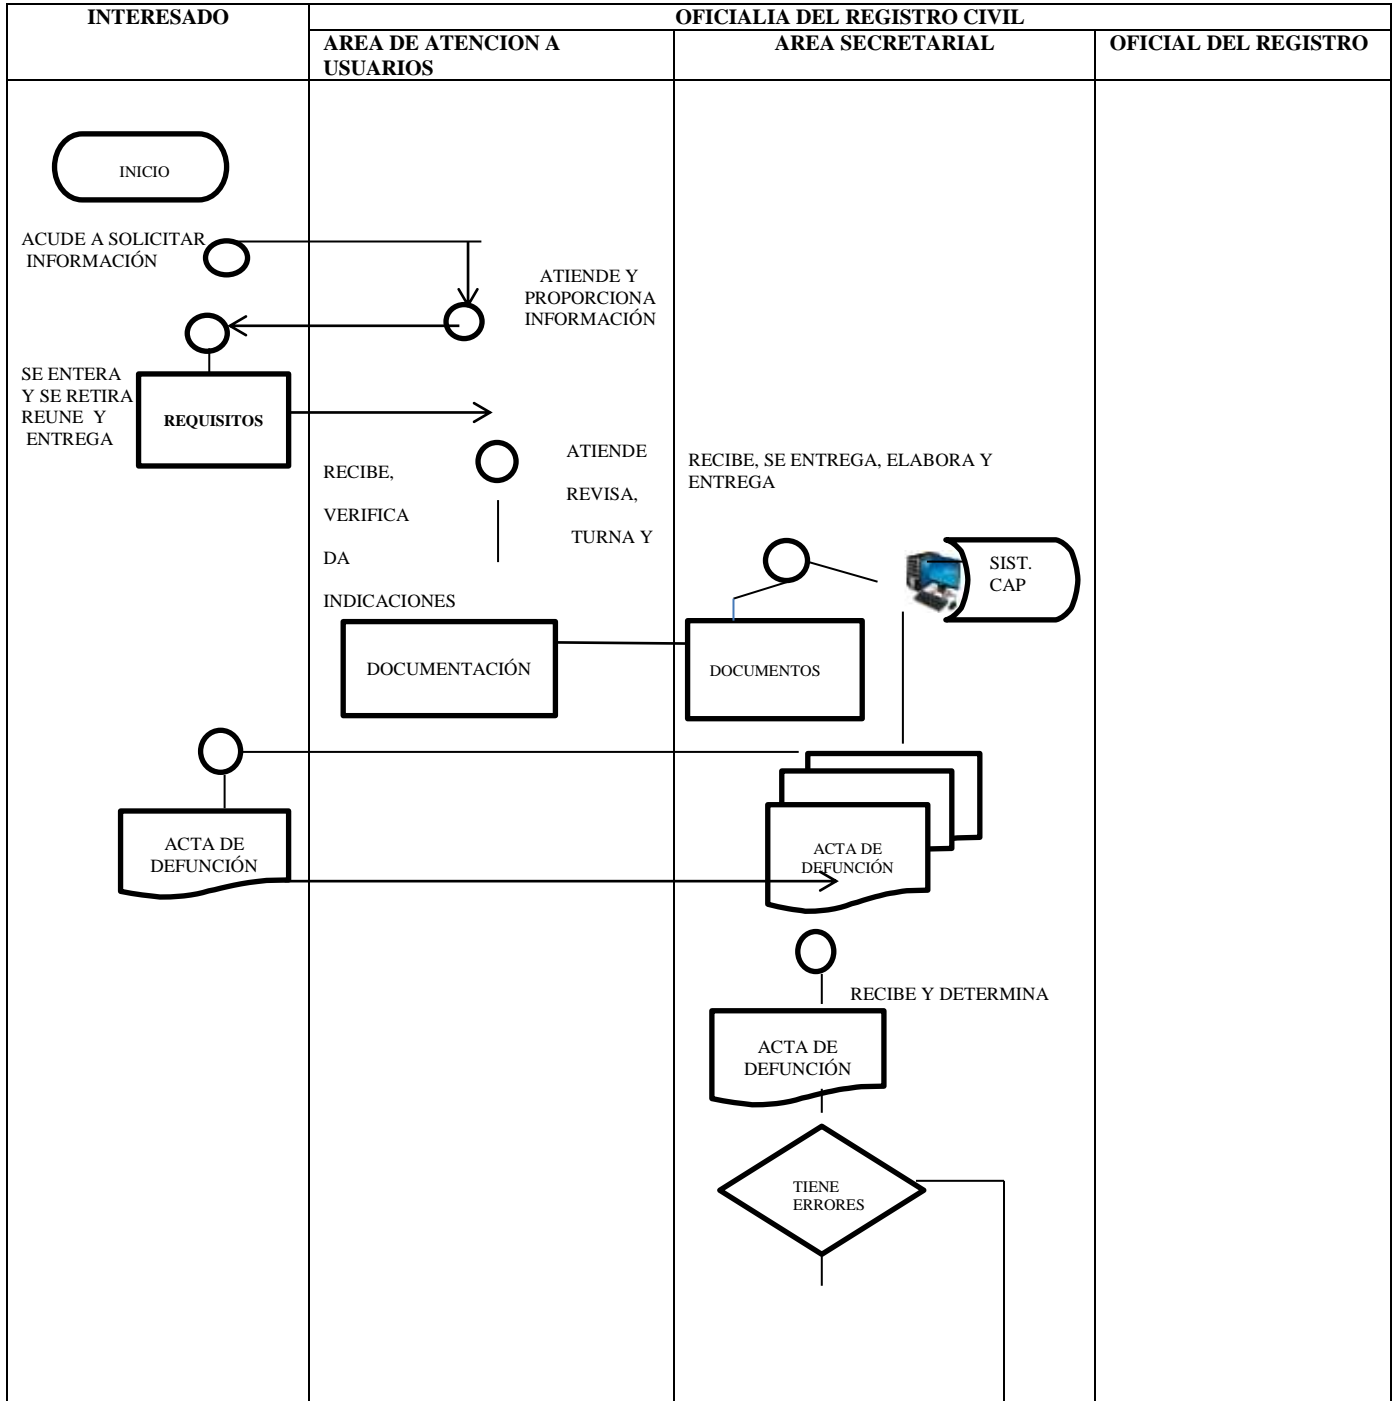 INTERESADO
OFICIALIA DEL REGISTRO CIVIL
AREA DE ATENCION A
USUARIOS
AREA SECRETARIAL
OFICIAL DEL REGISTRO
INICIO
ACUDE A SOLICITAR
INFORMACIÓN
ATIENDE Y
PROPORCIONA
INFORMACIÓN
SE ENTERA
Y SE RETIRA
REUNE Y
ENTREGA
REQUISITOS
RECIBE,
VERIFICA
DA
INDICACIONES
ATIENDE
REVISA,
TURNA Y
RECIBE, SE ENTREGA, ELABORA Y
ENTREGA
SIST.
CAP
DOCUMENTACIÓN
DOCUMENTOS
ACTA DE
DEFUNCIÓN
ACTA DE
DEFUNCIÓN
RECIBE Y DETERMINA
ACTA DE
DEFUNCIÓN
TIENE
ERRORES